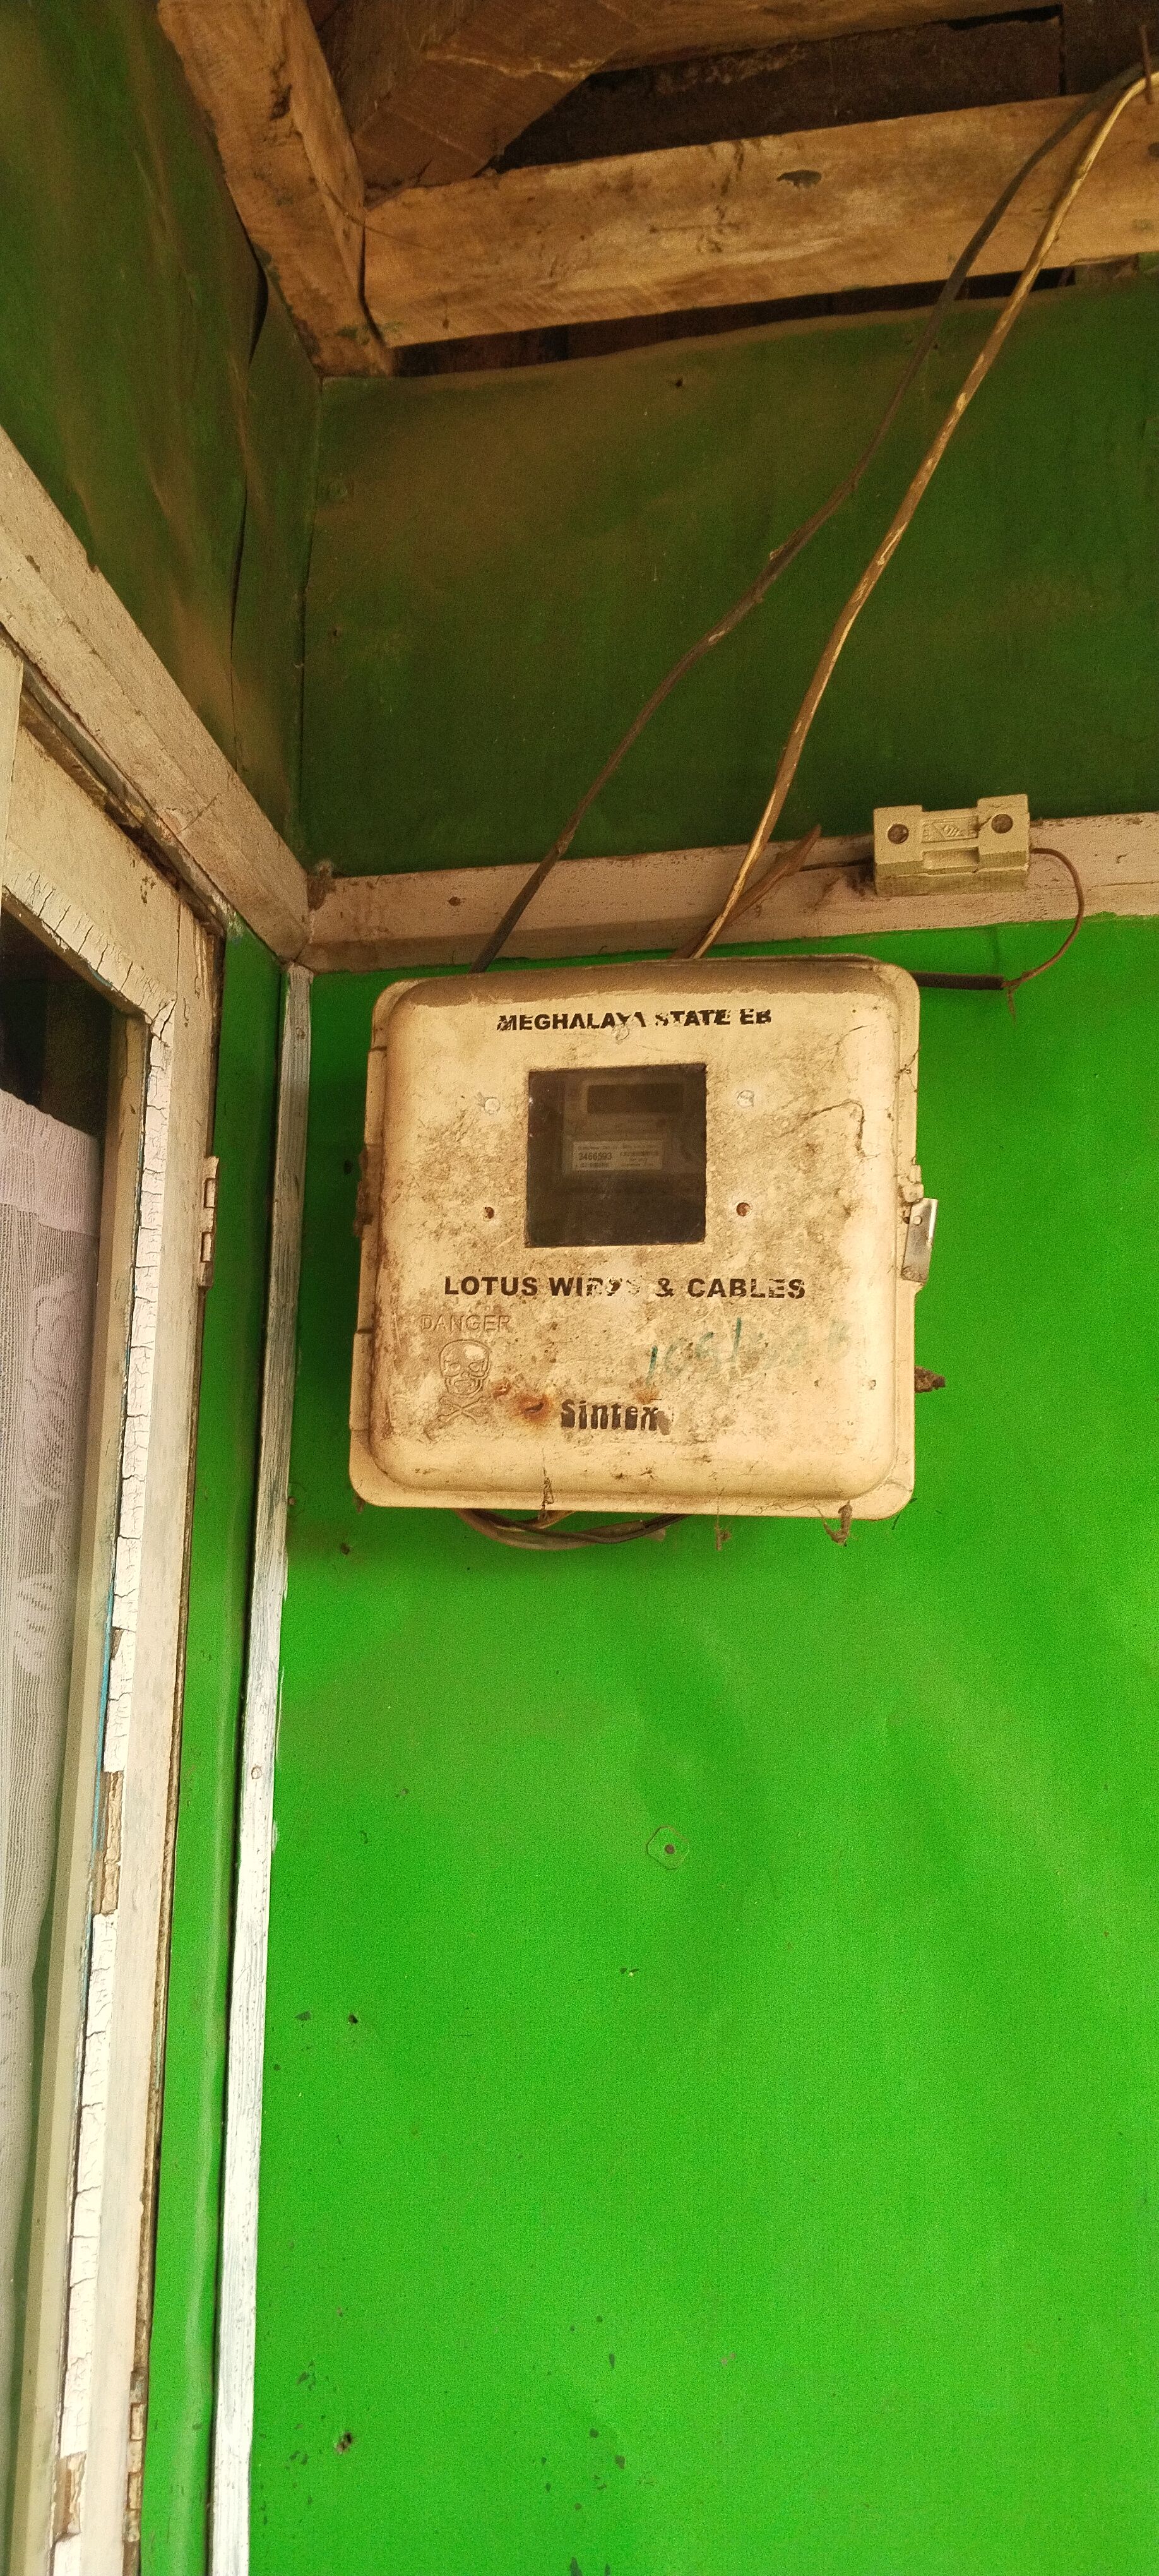 MEGHALAYA STATE EB
3466593
LOTUS WIRES & CABLES
DANGER
Sintex